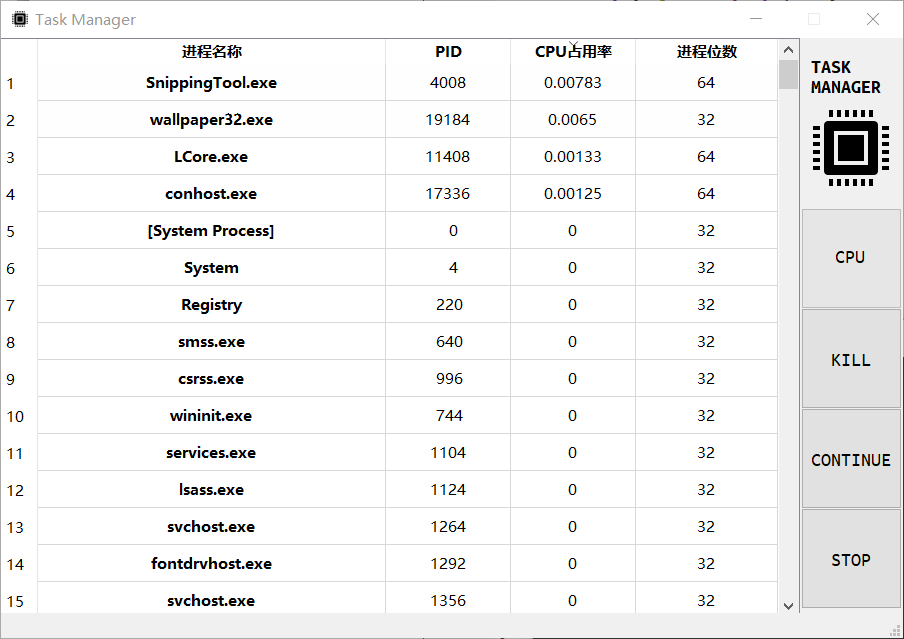 Task Manager
进程名称 PID CPU占用率 进程位数
1 SnippingTool.exe 4008 0.00783 64
2 wallpaper32.exe 19184 0.0065 32
3 LCore.exe 11408 0.00133 64
4 conhost.exe 17336 0.00125 64
5 [System Process] 0 0 32
6 System 4 0 32
7 Registry 220 0 32
8 smss.exe 640 0 32
9 csrss.exe 996 0 32
10 wininit.exe 744 0 32
11 services.exe 1104 0 32
12 lsass.exe 1124 0 32
13 svchost.exe 1264 0 32
14 fontdrvhost.exe 1292 0 32
15 svchost.exe 1356 0 32
TASK
MANAGER
CPU
KILL
CONTINUE
STOP